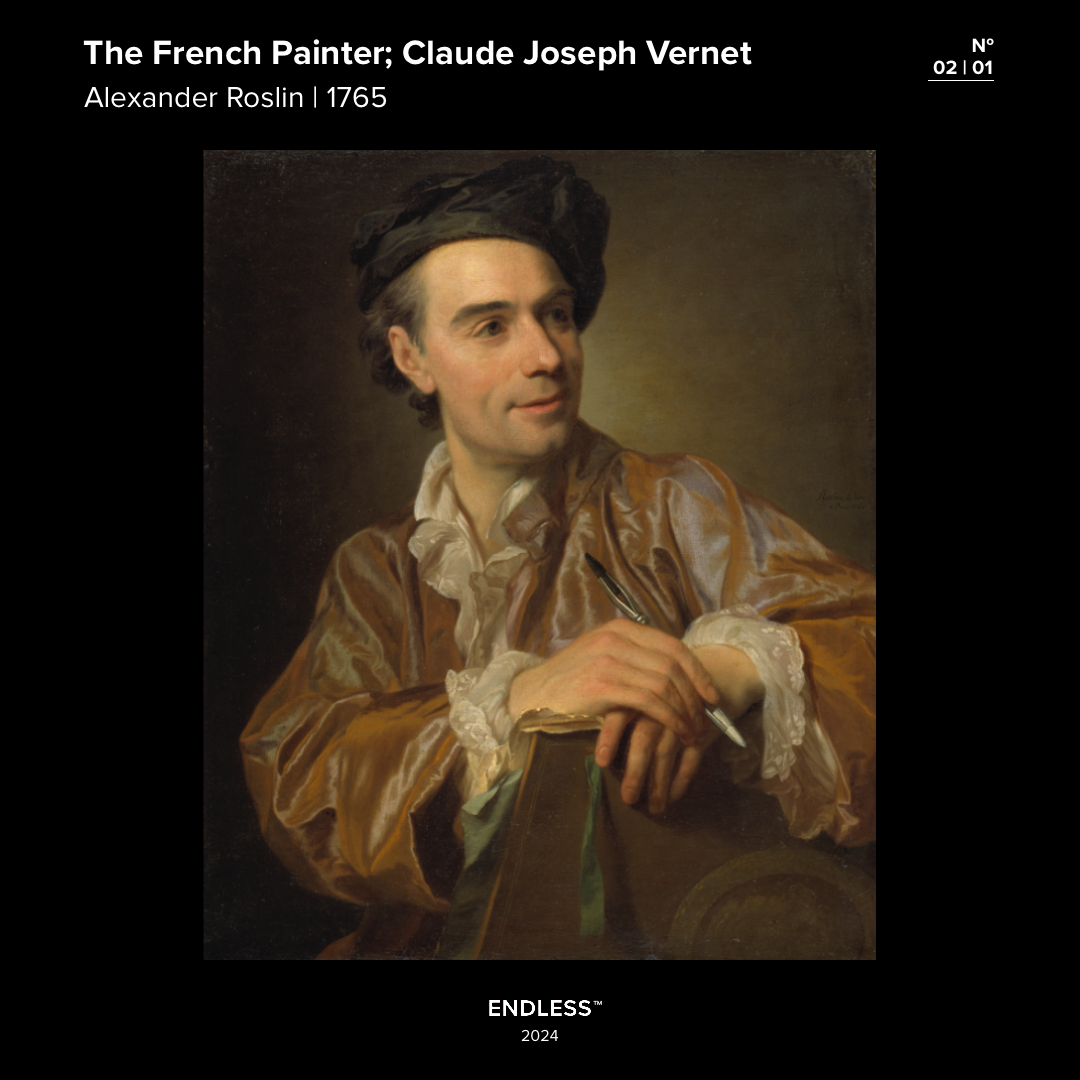 The French Painter; Claude Joseph Vernet
Alexander Roslin | 1765
Nº
02 | 01
ENDLESS™
2024